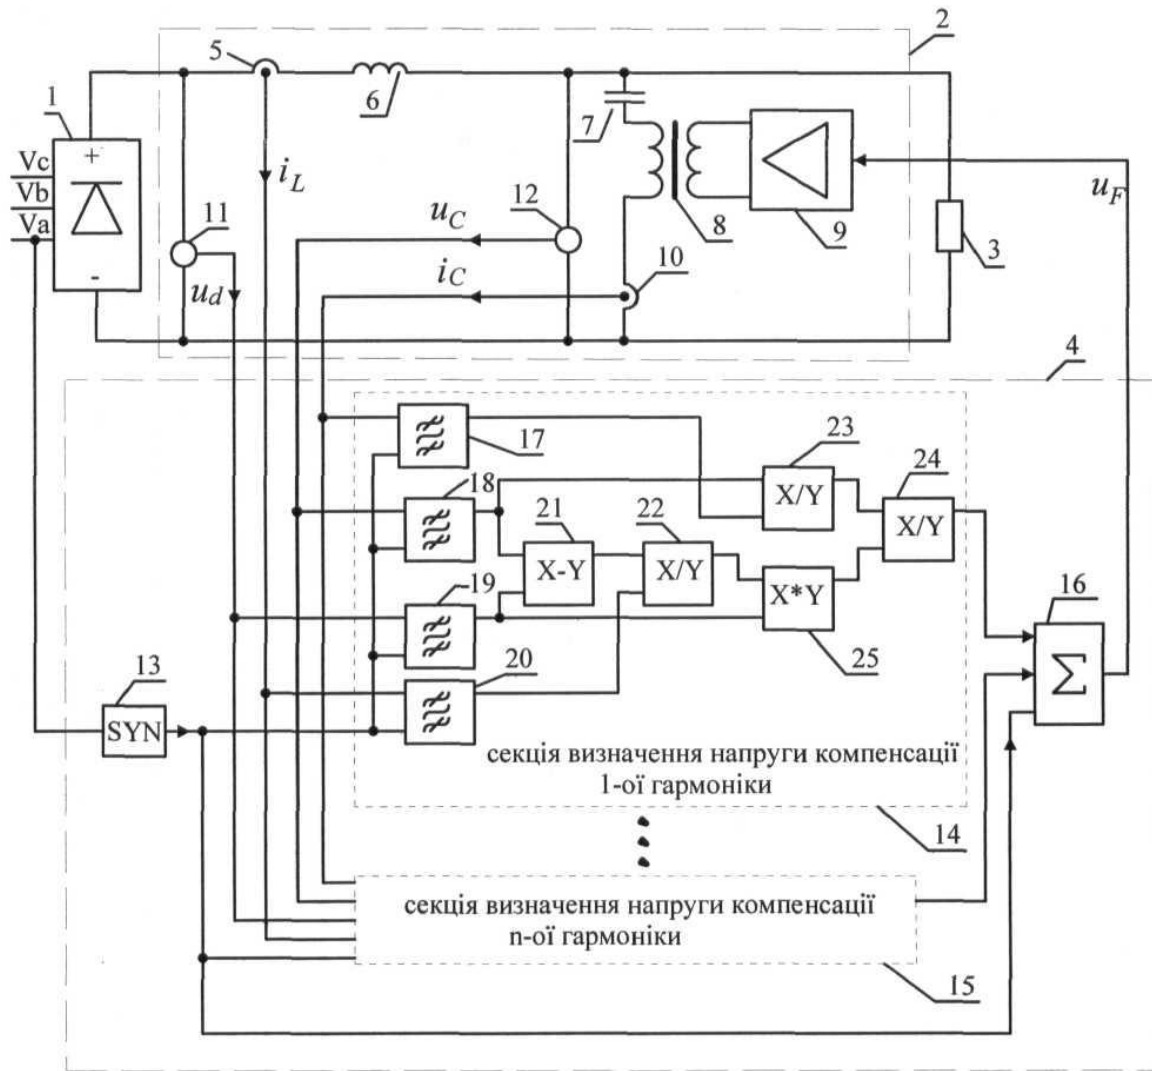 2
5
1
+
6
7
Vc
Vb
Va
i_L
12
u_C
11
8
9
u_F
3
10
-
u_d
i_C
4
17
23
24
18
21
22
X/Y
X/Y
X-Y
X/Y
19
X*Y
16
20
25
Σ
13
SYN
секція визначення напруги компенсації
1-ої гармоніки
14
секція визначення напруги компенсації
n-ої гармоніки
15